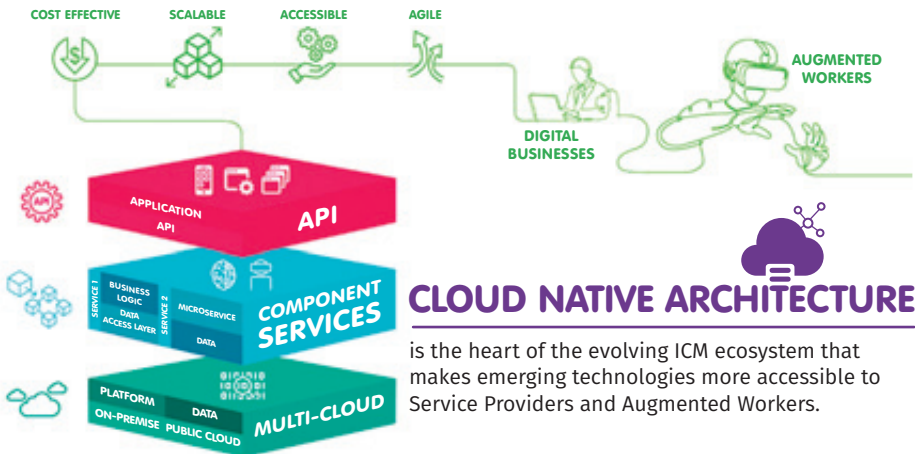 COST EFFECTIVE
SCALABLE
ACCESSIBLE
AGILE
AUGMENTED
WORKERS
DIGITAL
BUSINESSES
API
APPLICATION
API
API
SERVICE 1
BUSINESS
LOGIC
DATA
ACCESS LAYER
SERVICE 2
MICROSERVICE
DATA
COMPONENT
SERVICES
PLATFORM
DATA
ON-PREMISE
PUBLIC CLOUD
MULTI-CLOUD
CLOUD NATIVE ARCHITECTURE
is the heart of the evolving ICM ecosystem that
makes emerging technologies more accessible to
Service Providers and Augmented Workers.